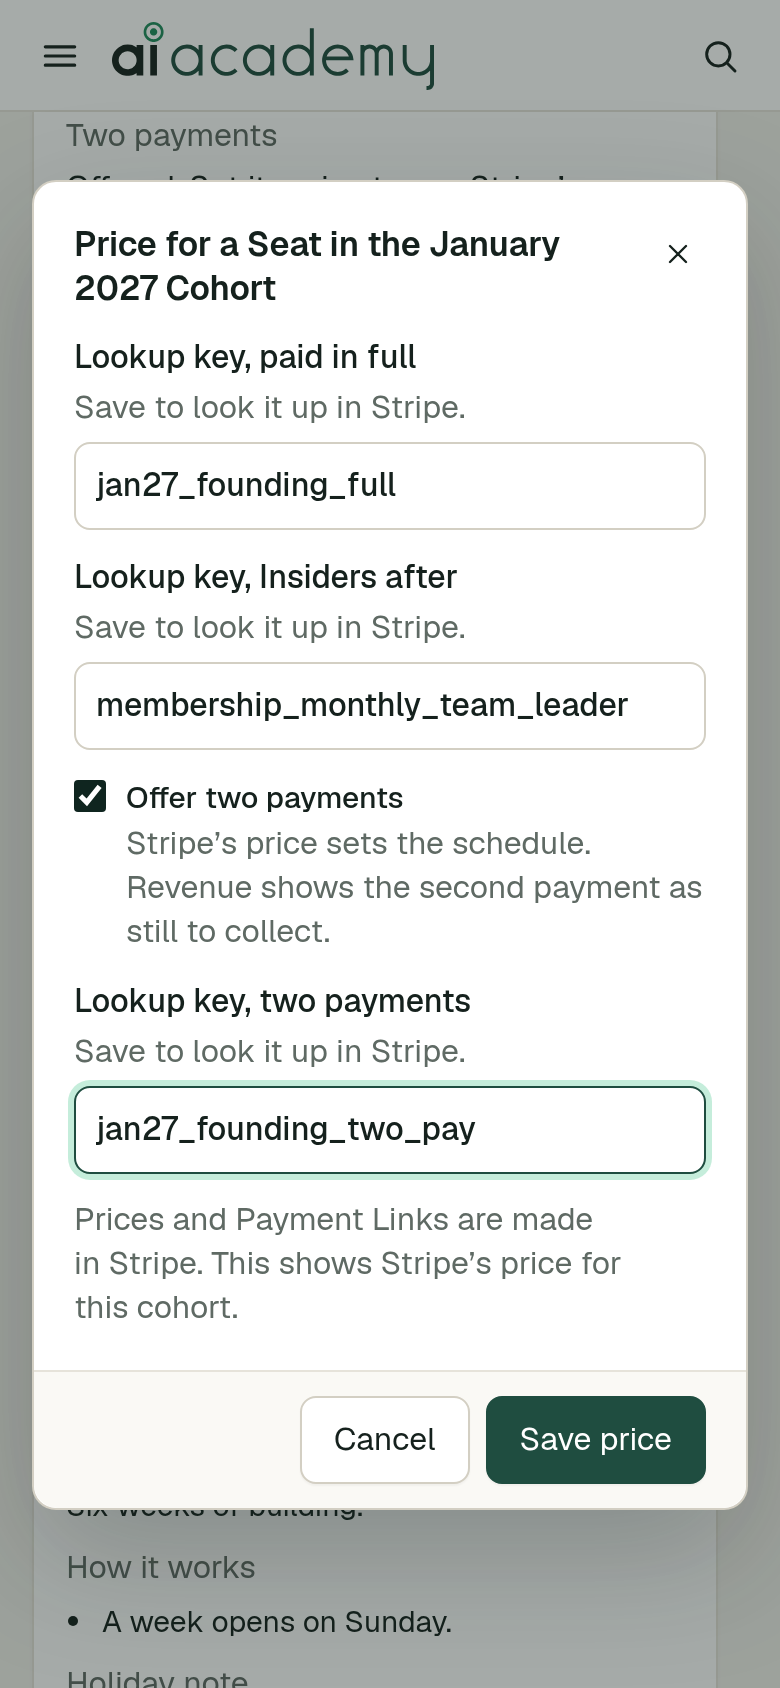 ai academy
Two payments
Price for a Seat in the January
2027 Cohort
Lookup key, paid in full
Save to look it up in Stripe.
jan27_founding_full
Lookup key, Insiders after
Save to look it up in Stripe.
membership_monthly_team_leader
Offer two payments
Stripe’s price sets the schedule.
Revenue shows the second payment as
still to collect.
Lookup key, two payments
Save to look it up in Stripe.
jan27_founding_two_pay
Prices and Payment Links are made
in Stripe. This shows Stripe’s price for
this cohort.
Cancel
Save price
Six weeks of building.
How it works
• A week opens on Sunday.
Holiday note